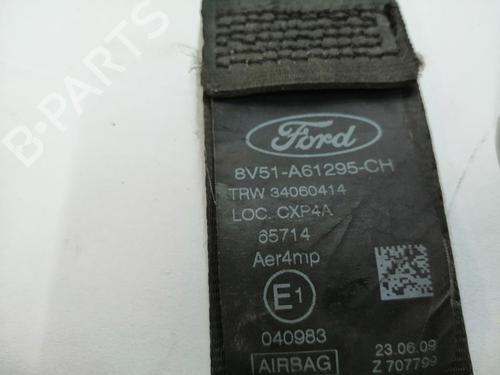 B-PARTS
Ford
8V51-A61295-CH
TRW 34060414
LOC. CXP4A
65714
Aer4mp
E1
040983
23.06.09
AIRBAG
Z 707799